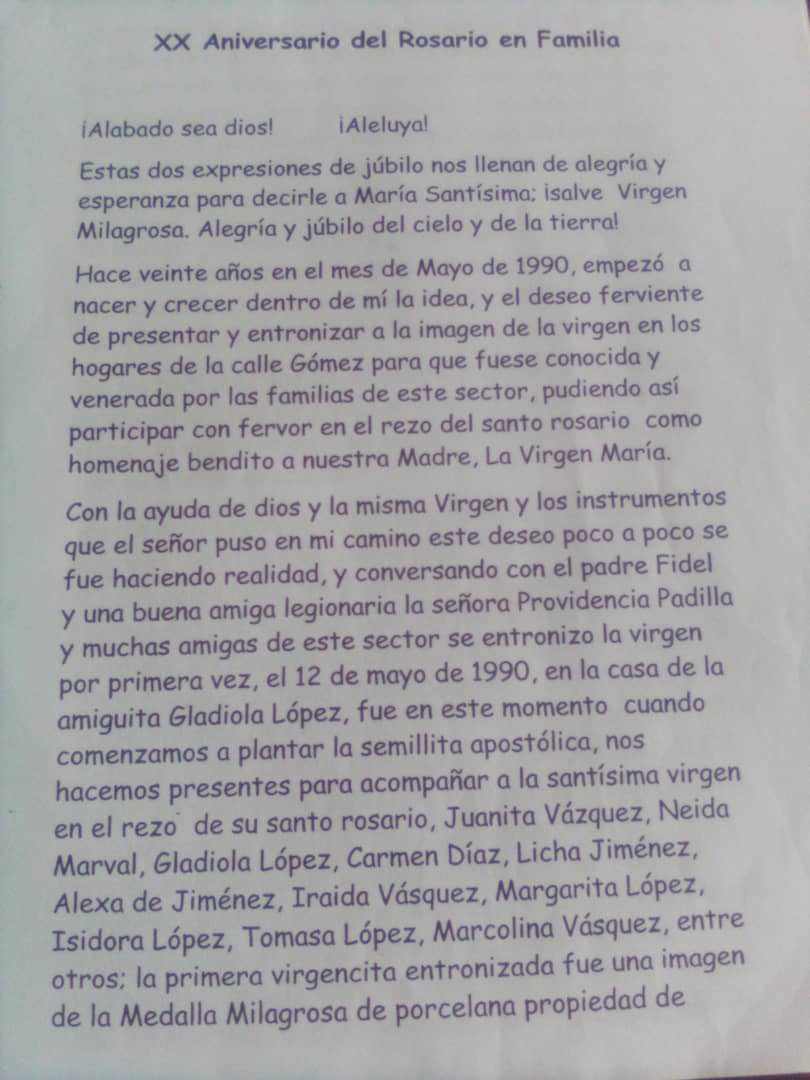 XX Aniversario del Rosario en Familia
¡Alabado sea dios! ¡Aleluya!
Estas dos expresiones de júbilo nos llenan de alegría y
esperanza para decirle a María Santísima; ¡salve Virgen
Milagrosa. Alegría y júbilo del cielo y de la tierra!
Hace veinte años en el mes de Mayo de 1990, empezó a
nacer y crecer dentro de mí la idea, y el deseo ferviente
de presentar y entronizar a la imagen de la virgen en los
hogares de la calle Gómez para que fuese conocida y
venerada por las familias de este sector, pudiendo así
participar con fervor en el rezo del santo rosario como
homenaje bendito a nuestra Madre, La Virgen María.
Con la ayuda de dios y la misma Virgen y los instrumentos
que el señor puso en mi camino este deseo poco a poco se
fue haciendo realidad, y conversando con el padre Fidel
y una buena amiga legionaria la señora Providencia Padilla
y muchas amigas de este sector se entronizo la virgen
por primera vez, el 12 de mayo de 1990, en la casa de la
amiguita Gladiola López, fue en este momento cuando
comenzamos a plantar la semillita apostólica, nos
hacemos presentes para acompañar a la santísima virgen
en el rezo de su santo rosario, Juanita Vázquez, Neida
Marval, Gladiola López, Carmen Díaz, Licha Jiménez,
Alexa de Jiménez, Iraida Vásquez, Margarita López,
Isidora López, Tomasa López, Marcolina Vásquez, entre
otros; la primera virgencita entronizada fue una imagen
de la Medalla Milagrosa de porcelana propiedad de